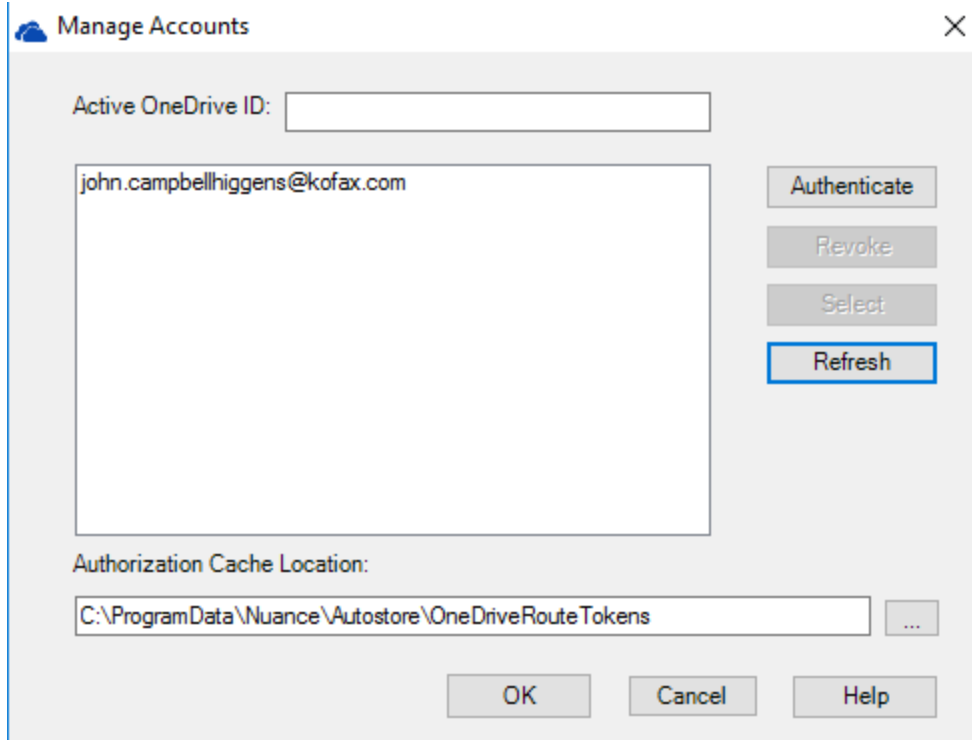 Manage Accounts
Active OneDrive ID:
john.campbellhiggens@kofax.com
Authenticate
Revoke
Select
Refresh
Authorization Cache Location:
C:\ProgramData\Nuance\Autostore\OneDriveRouteTokens
...
OK
Cancel
Help